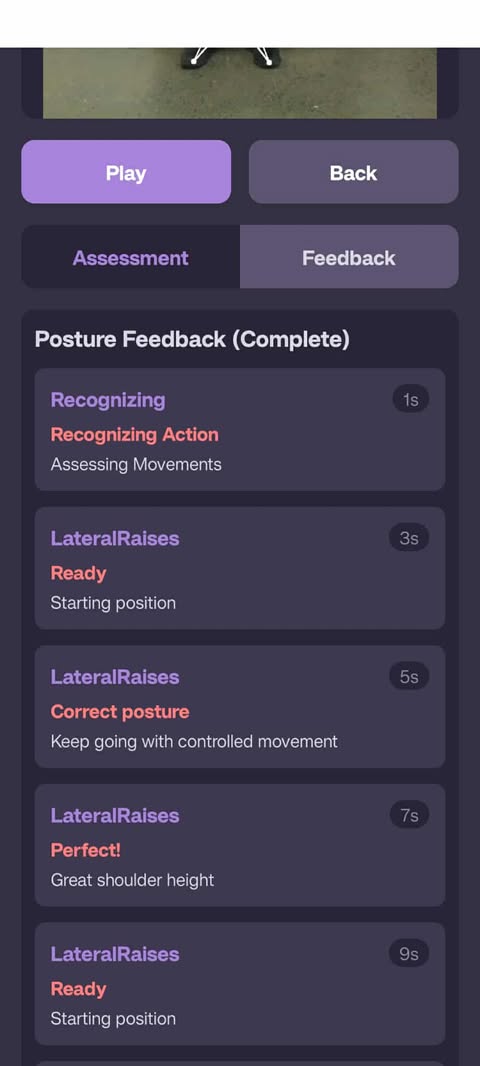 Play
Back
Assessment
Feedback
Posture Feedback (Complete)
Recognizing
1s
Recognizing Action
Assessing Movements
LateralRaises
3s
Ready
Starting position
LateralRaises
5s
Correct posture
Keep going with controlled movement
LateralRaises
7s
Perfect!
Great shoulder height
LateralRaises
9s
Ready
Starting position